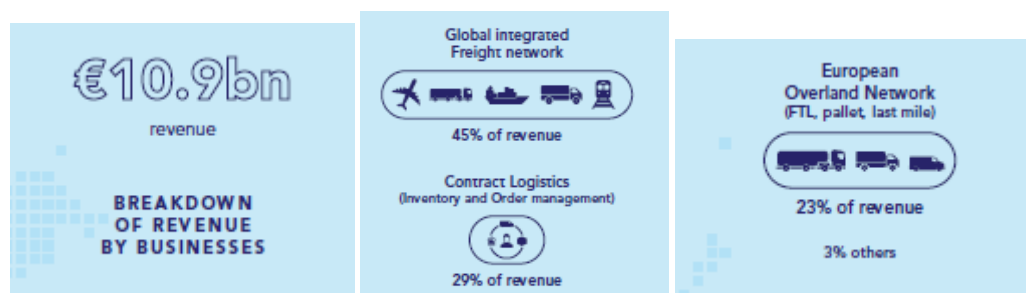 €10.9bn
revenue
BREAKDOWN
OF REVENUE
BY BUSINESSES
Global integrated
Freight network
45% of revenue
Contract Logistics
(Inventory and Order management)
29% of revenue
European
Overland Network
(FTL, pallet, last mile)
23% of revenue
3% others